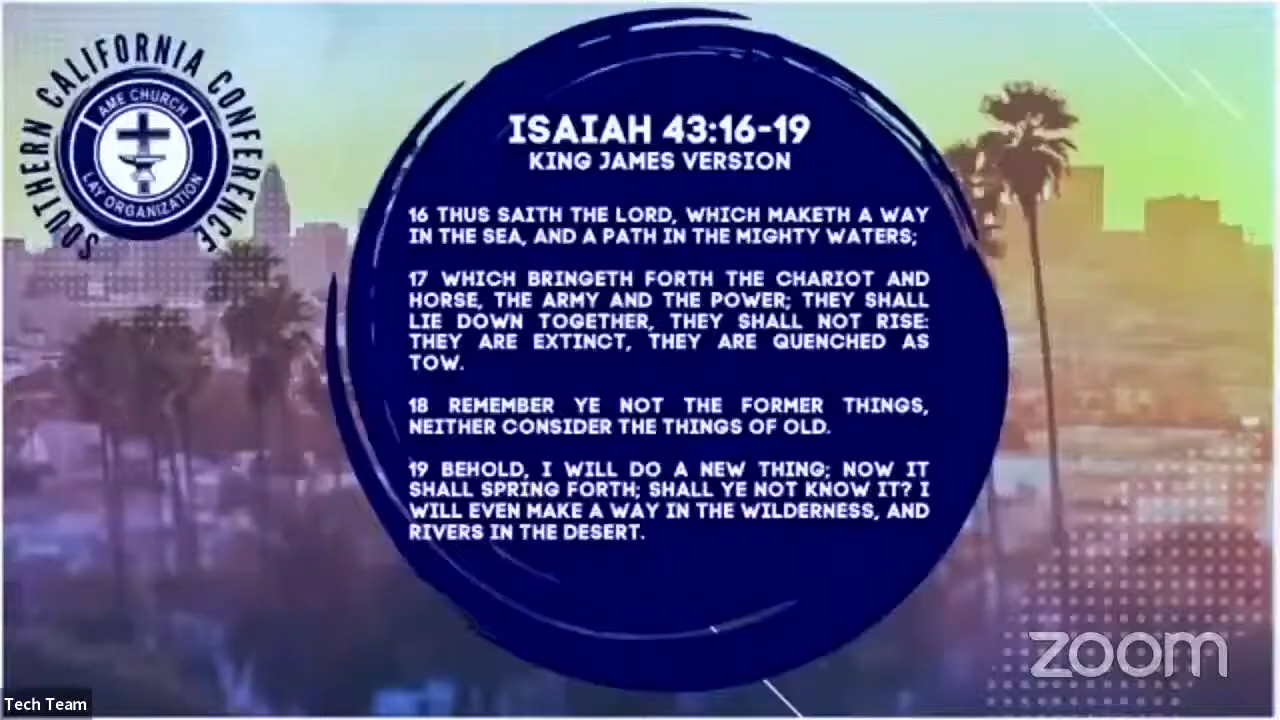 SOUTHERN CALIFORNIA CONFERENCE
AME CHURCH
LAY ORGANIZATION
ISAIAH 43:16-19
KING JAMES VERSION
16 THUS SAITH THE LORD, WHICH MAKETH A WAY
IN THE SEA, AND A PATH IN THE MIGHTY WATERS;
17 WHICH BRINGETH FORTH THE CHARIOT AND
HORSE, THE ARMY AND THE POWER; THEY SHALL
LIE DOWN TOGETHER, THEY SHALL NOT RISE:
THEY ARE EXTINCT, THEY ARE QUENCHED AS
TOW.
18 REMEMBER YE NOT THE FORMER THINGS,
NEITHER CONSIDER THE THINGS OF OLD.
19 BEHOLD, I WILL DO A NEW THING; NOW IT
SHALL SPRING FORTH; SHALL YE NOT KNOW IT? I
WILL EVEN MAKE A WAY IN THE WILDERNESS, AND
RIVERS IN THE DESERT.
zoom
Tech Team